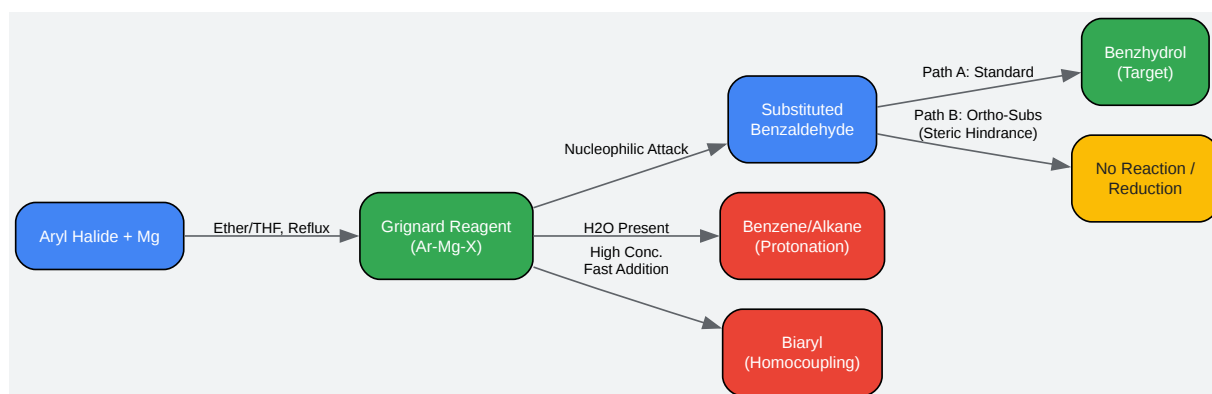 Aryl Halide + Mg
Ether/THF, Reflux
Grignard Reagent
(Ar-Mg-X)
Nucleophilic Attack
H2O Present
High Conc.
Fast Addition
Substituted
Benzaldehyde
Benzene/Alkane
(Protonation)
Biaryl
(Homocoupling)
Path A: Standard
Path B: Ortho-Subs
(Steric Hindrance)
Benzhydrol
(Target)
No Reaction /
Reduction